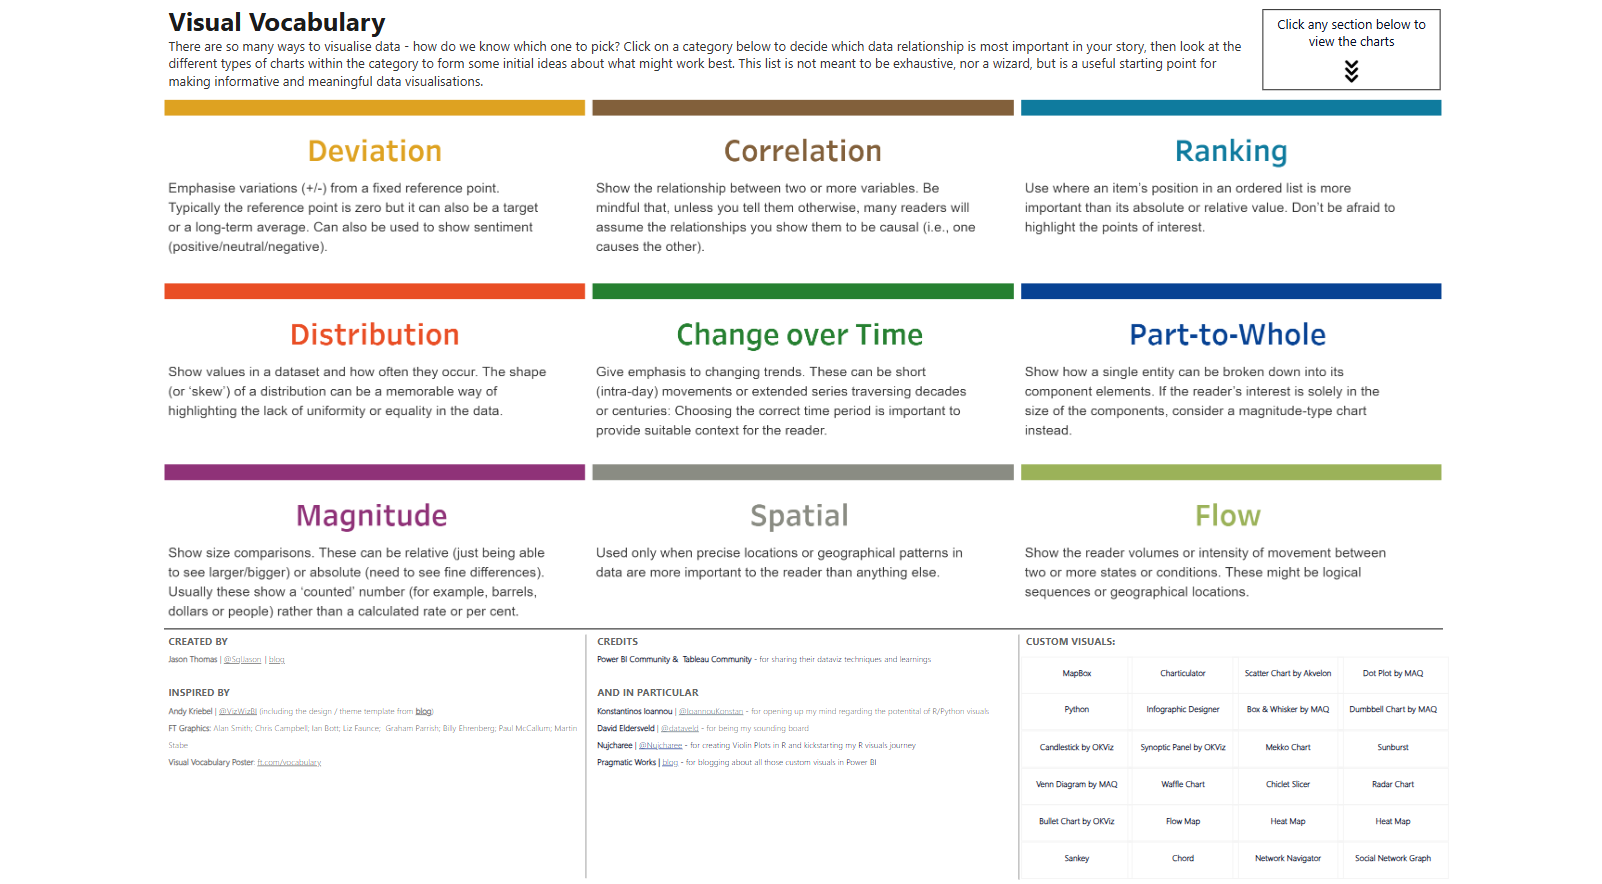 Visual Vocabulary
There are so many ways to visualise data - how do we know which one to pick? Click on a category below to decide which data relationship is most important in your story, then look at the
different types of charts within the category to form some initial ideas about what might work best. This list is not meant to be exhaustive, nor a wizard, but is a useful starting point for
making informative and meaningful data visualisations.
Click any section below to
view the charts
Deviation
Emphasise variations (+/-) from a fixed reference point.
Typically the reference point is zero but it can also be a target
or a long-term average. Can also be used to show sentiment
(positive/neutral/negative).
Correlation
Show the relationship between two or more variables. Be
mindful that, unless you tell them otherwise, many readers will
assume the relationships you show them to be causal (i.e., one
causes the other).
Ranking
Use where an item's position in an ordered list is more
important than its absolute or relative value. Don't be afraid to
highlight the points of interest.
Distribution
Show values in a dataset and how often they occur. The shape
(or ‘skew’) of a distribution can be a memorable way of
highlighting the lack of uniformity or equality in the data.
Change over Time
Give emphasis to changing trends. These can be short
(intra-day) movements or extended series traversing decades
or centuries: Choosing the correct time period is important to
provide suitable context for the reader.
Part-to-Whole
Show how a single entity can be broken down into its
component elements. If the reader's interest is solely in the
size of the components, consider a magnitude-type chart
instead.
Magnitude
Show size comparisons. These can be relative (just being able
to see larger/bigger) or absolute (need to see fine differences).
Usually these show a ‘counted’ number (for example, barrels,
dollars or people) rather than a calculated rate or per cent.
Spatial
Used only when precise locations or geographical patterns in
data are more important to the reader than anything else.
Flow
Show the reader volumes or intensity of movement between
two or more states or conditions. These might be logical
sequences or geographical locations.
CREATED BY
Jason Thomas | @SqlJason | blog
INSPIRED BY
Andy Kriebel | @VizWizBI (including the design / theme template from blog)
FT Graphics: Alan Smith; Chris Campbell; Ian Bott; Liz Faunce; Graham Parrish; Billy Ehrenberg; Paul McCallum; Martin
Stabe
Visual Vocabulary Poster: ft.com/vocabulary
CREDITS
Power BI Community & Tableau Community - for sharing their dataviz techniques and learnings
AND IN PARTICULAR
Konstantinos Ioannou | @IoannouKonstan - for opening up my mind regarding the potentital of R/Python visuals
David Eldersveld | @dataveld - for being my sounding board
Nujcharee | @Nujcharee - for creating Violin Plots in R and kickstarting my R visuals journey
Pragmatic Works | blog - for blogging about all those custom visuals in Power BI
CUSTOM VISUALS:
MapBox Charticulator Scatter Chart by Akvelon Dot Plot by MAQ
Python Infographic Designer Box & Whisker by MAQ Dumbbell Chart by MAQ
Candlestick by OKViz Synoptic Panel by OKViz Mekko Chart Sunburst
Venn Diagram by MAQ Waffle Chart Chiclet Slicer Radar Chart
Bullet Chart by OKViz Flow Map Heat Map Heat Map
Sankey Chord Network Navigator Social Network Graph